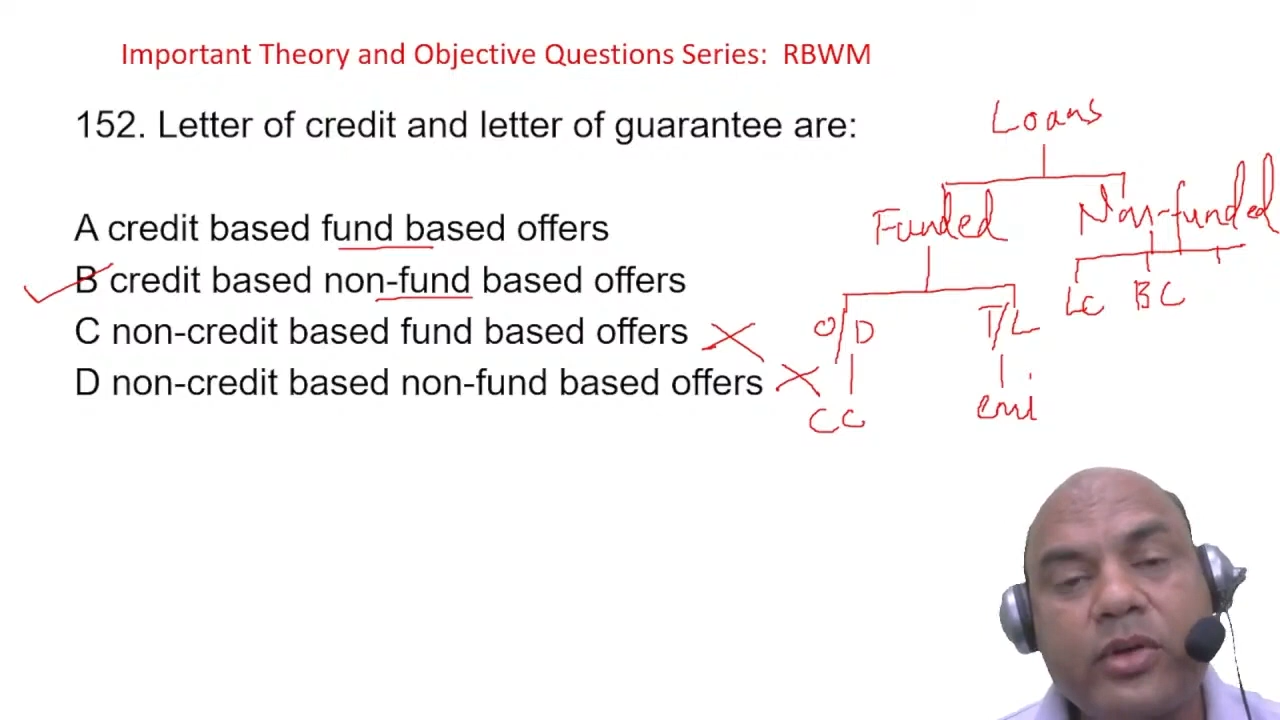 Important Theory and Objective Questions Series: RBWM
152. Letter of credit and letter of guarantee are:
A credit based fund based offers
B credit based non-fund based offers
C non-credit based fund based offers
D non-credit based non-fund based offers
Loans
Funded Non-funded
O/D T/L LC BC
CC emi